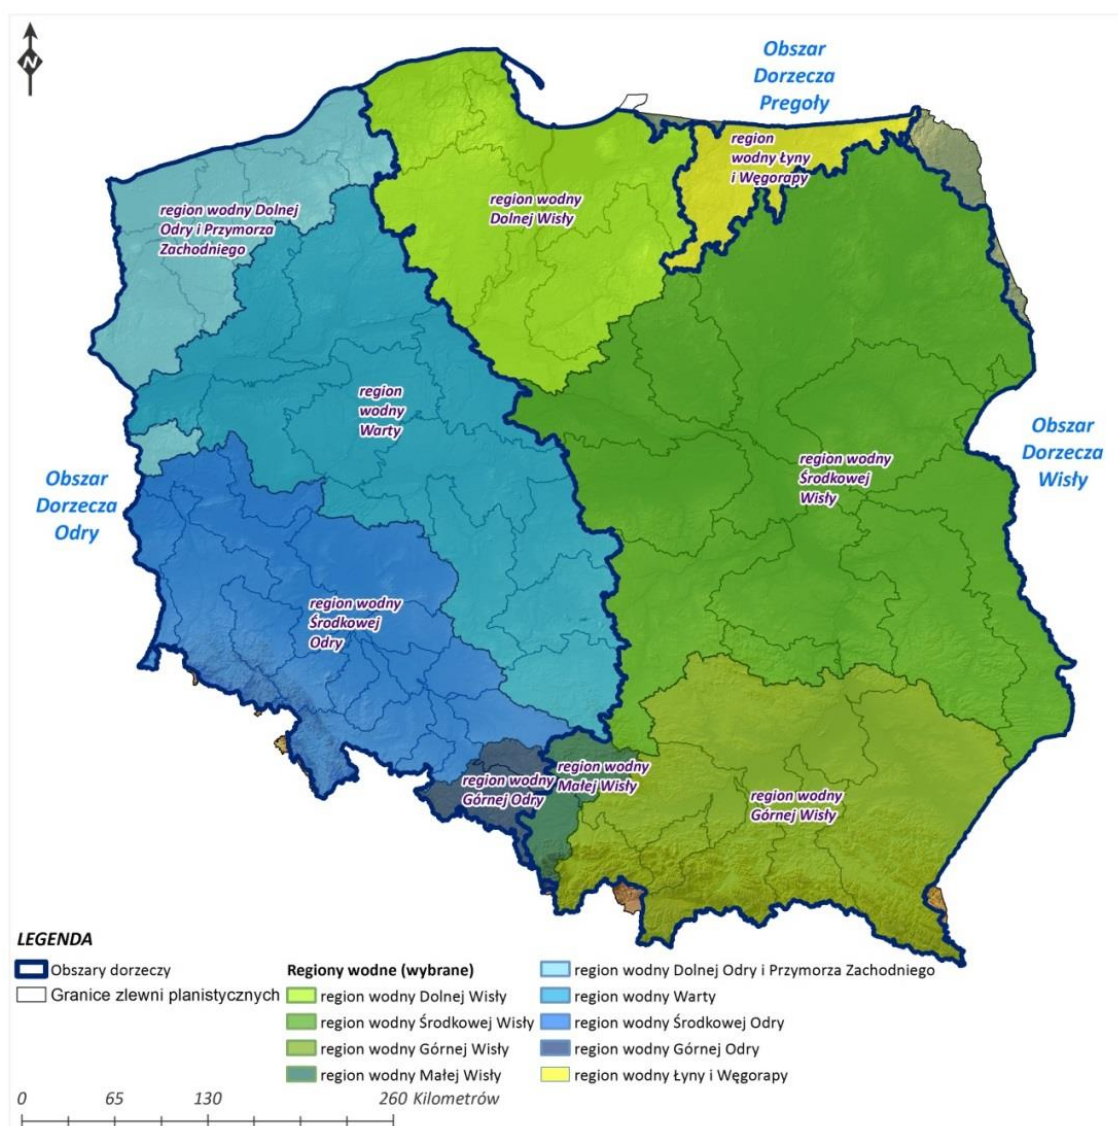 N
Obszar
Dorzecza
Pregoły
region
wodny Łyny
i Węgorapy
region wodny Dolnej
Odry i Przymorza
Zachodniego
region wodny
Dolnej Wisły
region
wodny
Warty
Obszar
Dorzecza
Wisły
region wodny
Środkowej
Wisły
Obszar
Dorzecza
Odry
region wodny
Środkowej
Odry
region wodny
Górnej Odry
region wodny
Małej Wisły
region wodny
Górnej Wisły
LEGENDA
Obszary dorzeczy
Granice zlewni planistycznych
Regiony wodne (wybrane)
region wodny Dolnej Wisły
region wodny Środkowej Wisły
region wodny Górnej Wisły
region wodny Małej Wisły
region wodny Dolnej Odry i Przymorza Zachodniego
region wodny Warty
region wodny Środkowej Odry
region wodny Górnej Odry
region wodny Łyny i Węgorapy
0 65 130 260 Kilometrów